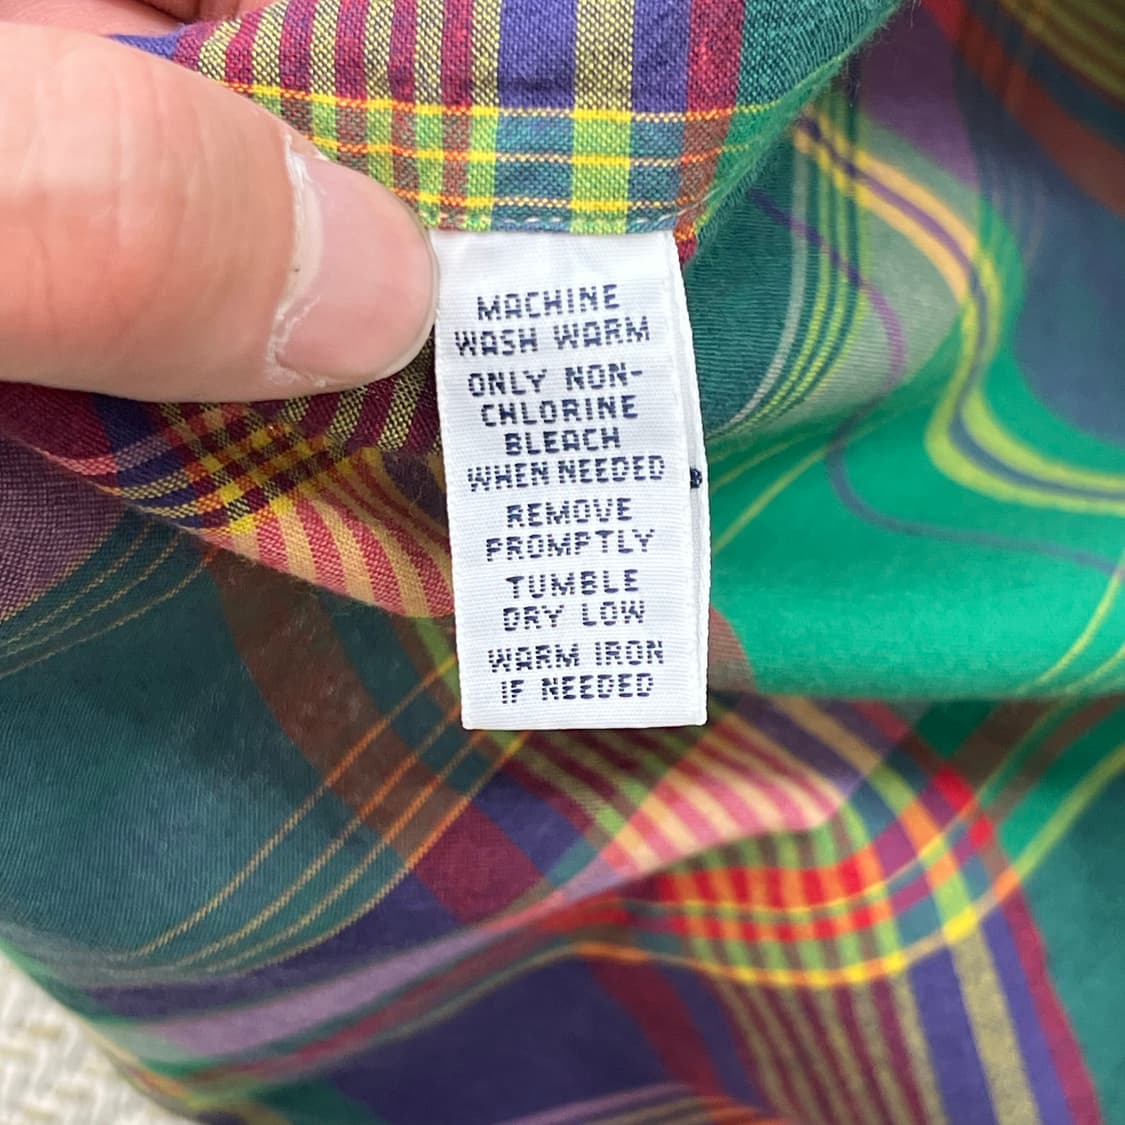 MACHINE
WASH WARM
ONLY NON-
CHLORINE
BLEACH
WHEN NEEDED
REMOVE
PROMPTLY
TUMBLE
DRY LOW
WARM IRON
IF NEEDED